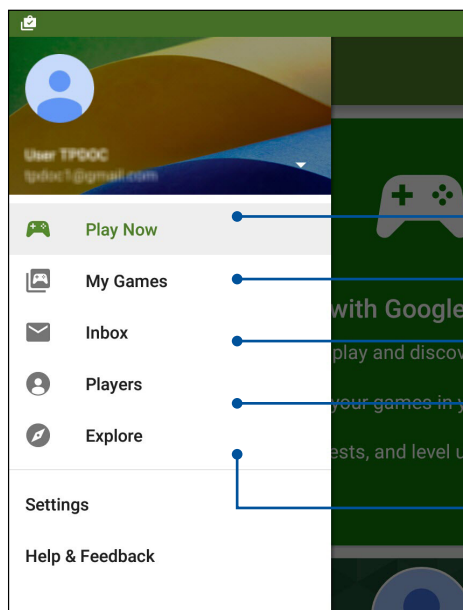 User TPDOC
tpdoc1@gmail.com
Play Now
My Games
Inbox
Players
Explore
Settings
Help & Feedback
with Google
play and discov
your games in y
ests, and level u